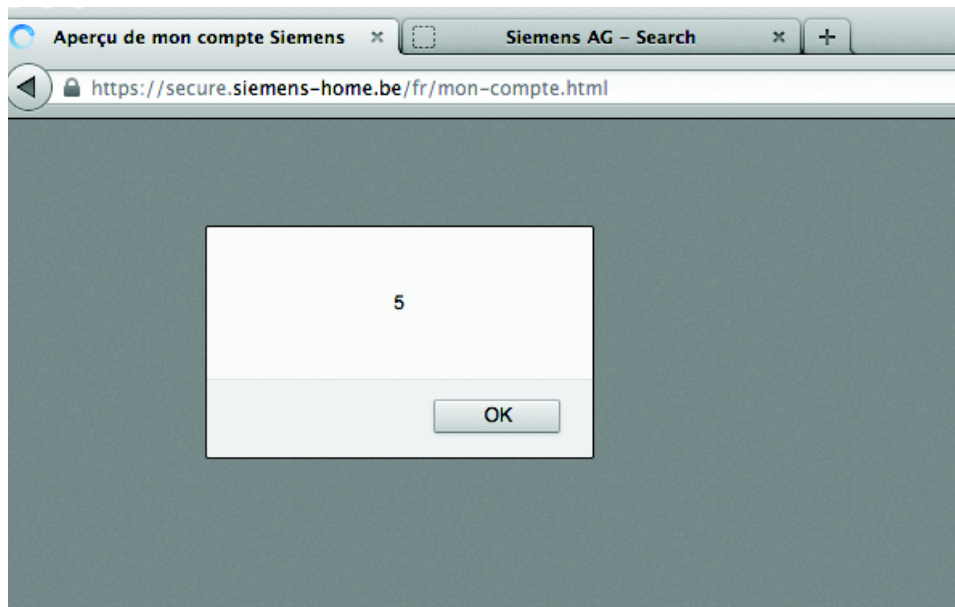 Aperçu de mon compte Siemens
Siemens AG - Search
https://secure.siemens-home.be/fr/mon-compte.html
5
OK